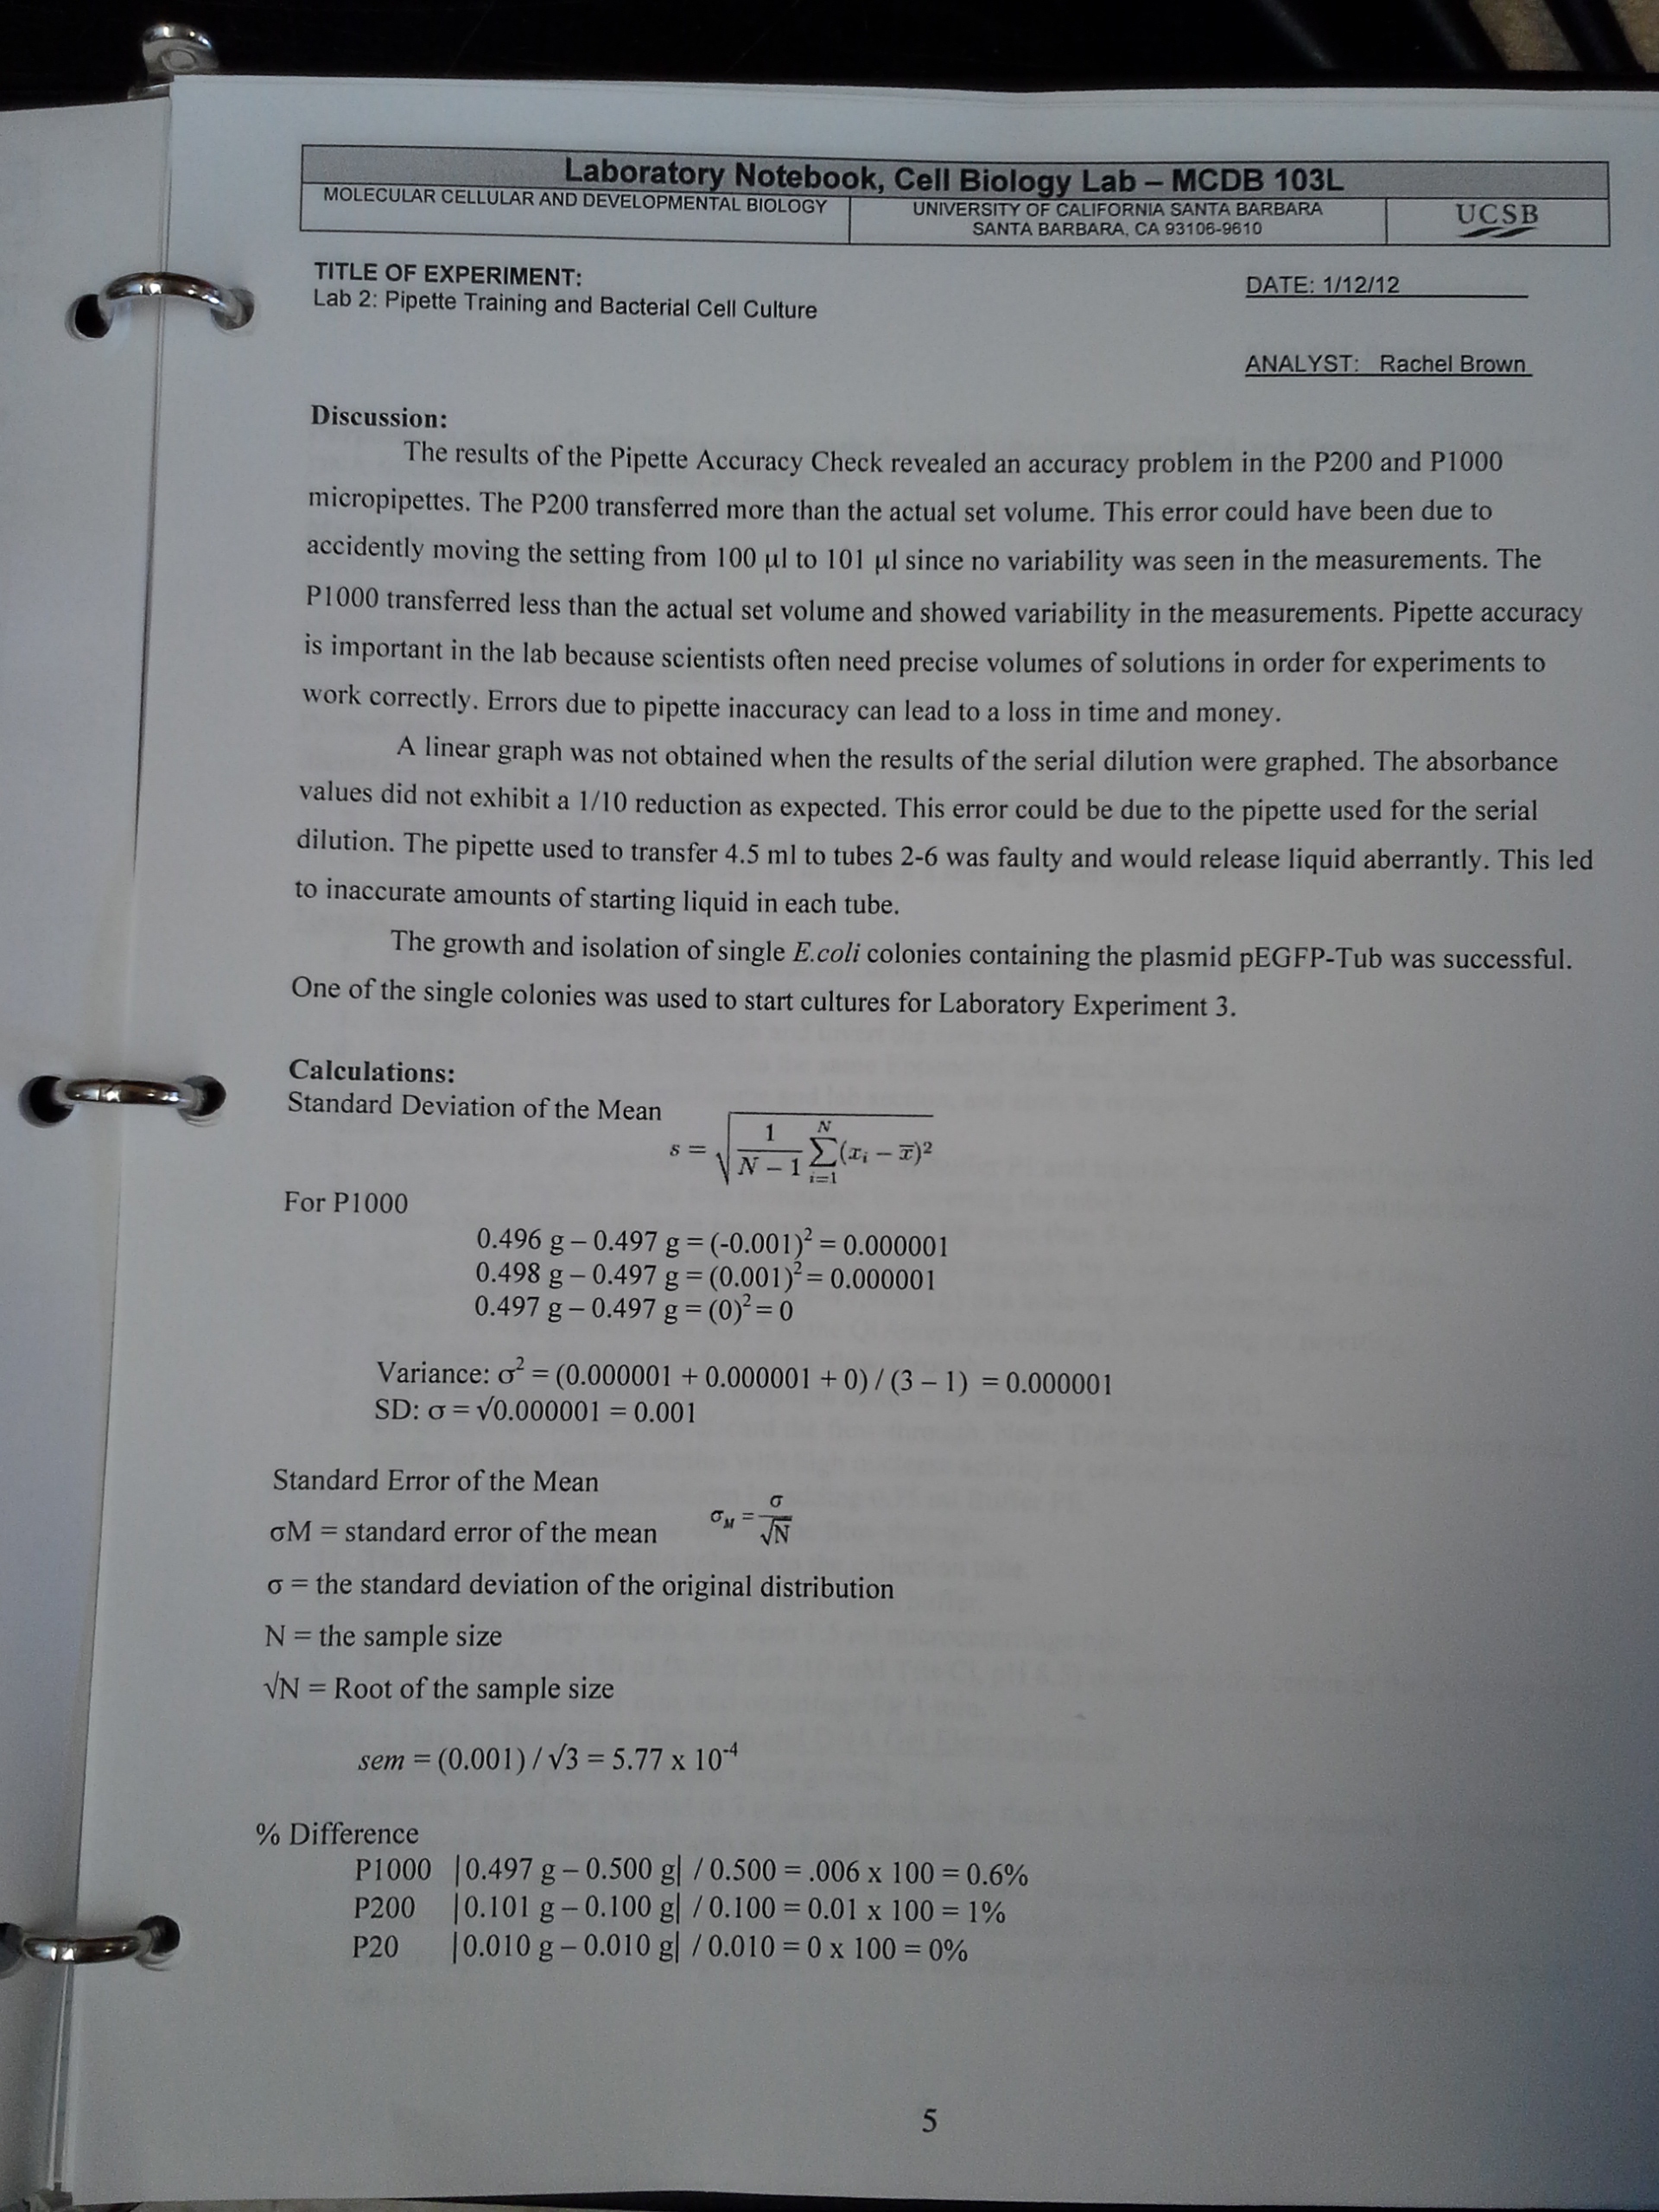 Laboratory Notebook, Cell Biology Lab – MCDB 103L
MOLECULAR CELLULAR AND DEVELOPMENTAL BIOLOGY
UNIVERSITY OF CALIFORNIA SANTA BARBARA
SANTA BARBARA, CA 93106-9610
UCSB
TITLE OF EXPERIMENT:
Lab 2: Pipette Training and Bacterial Cell Culture
DATE: 1/12/12
ANALYST: Rachel Brown
Discussion:
The results of the Pipette Accuracy Check revealed an accuracy problem in the P200 and P1000
micropipettes. The P200 transferred more than the actual set volume. This error could have been due to
accidently moving the setting from 100 µl to 101 µl since no variability was seen in the measurements. The
P1000 transferred less than the actual set volume and showed variability in the measurements. Pipette accuracy
is important in the lab because scientists often need precise volumes of solutions in order for experiments to
work correctly. Errors due to pipette inaccuracy can lead to a loss in time and money.
A linear graph was not obtained when the results of the serial dilution were graphed. The absorbance
values did not exhibit a 1/10 reduction as expected. This error could be due to the pipette used for the serial
dilution. The pipette used to transfer 4.5 ml to tubes 2-6 was faulty and would release liquid aberrantly. This led
to inaccurate amounts of starting liquid in each tube.
The growth and isolation of single E.coli colonies containing the plasmid pEGFP-Tub was successful.
One of the single colonies was used to start cultures for Laboratory Experiment 3.
Calculations:
Standard Deviation of the Mean
s = √(1/(N − 1) ∑_{i=1}^{N} (x_i − x̅)²)
For P1000
0.496 g – 0.497 g = (-0.001)² = 0.000001
0.498 g – 0.497 g = (0.001)² = 0.000001
0.497 g – 0.497 g = (0)² = 0
Variance: σ² = (0.000001 + 0.000001 + 0) / (3 – 1) = 0.000001
SD: σ = √0.000001 = 0.001
Standard Error of the Mean
σM = standard error of the mean σ_M = σ/√N
σ = the standard deviation of the original distribution
N = the sample size
√N = Root of the sample size
sem = (0.001) / √3 = 5.77 x 10⁻⁴
% Difference
P1000 |0.497 g – 0.500 g| / 0.500 = .006 x 100 = 0.6%
P200 |0.101 g – 0.100 g| / 0.100 = 0.01 x 100 = 1%
P20 |0.010 g – 0.010 g| / 0.010 = 0 x 100 = 0%
5